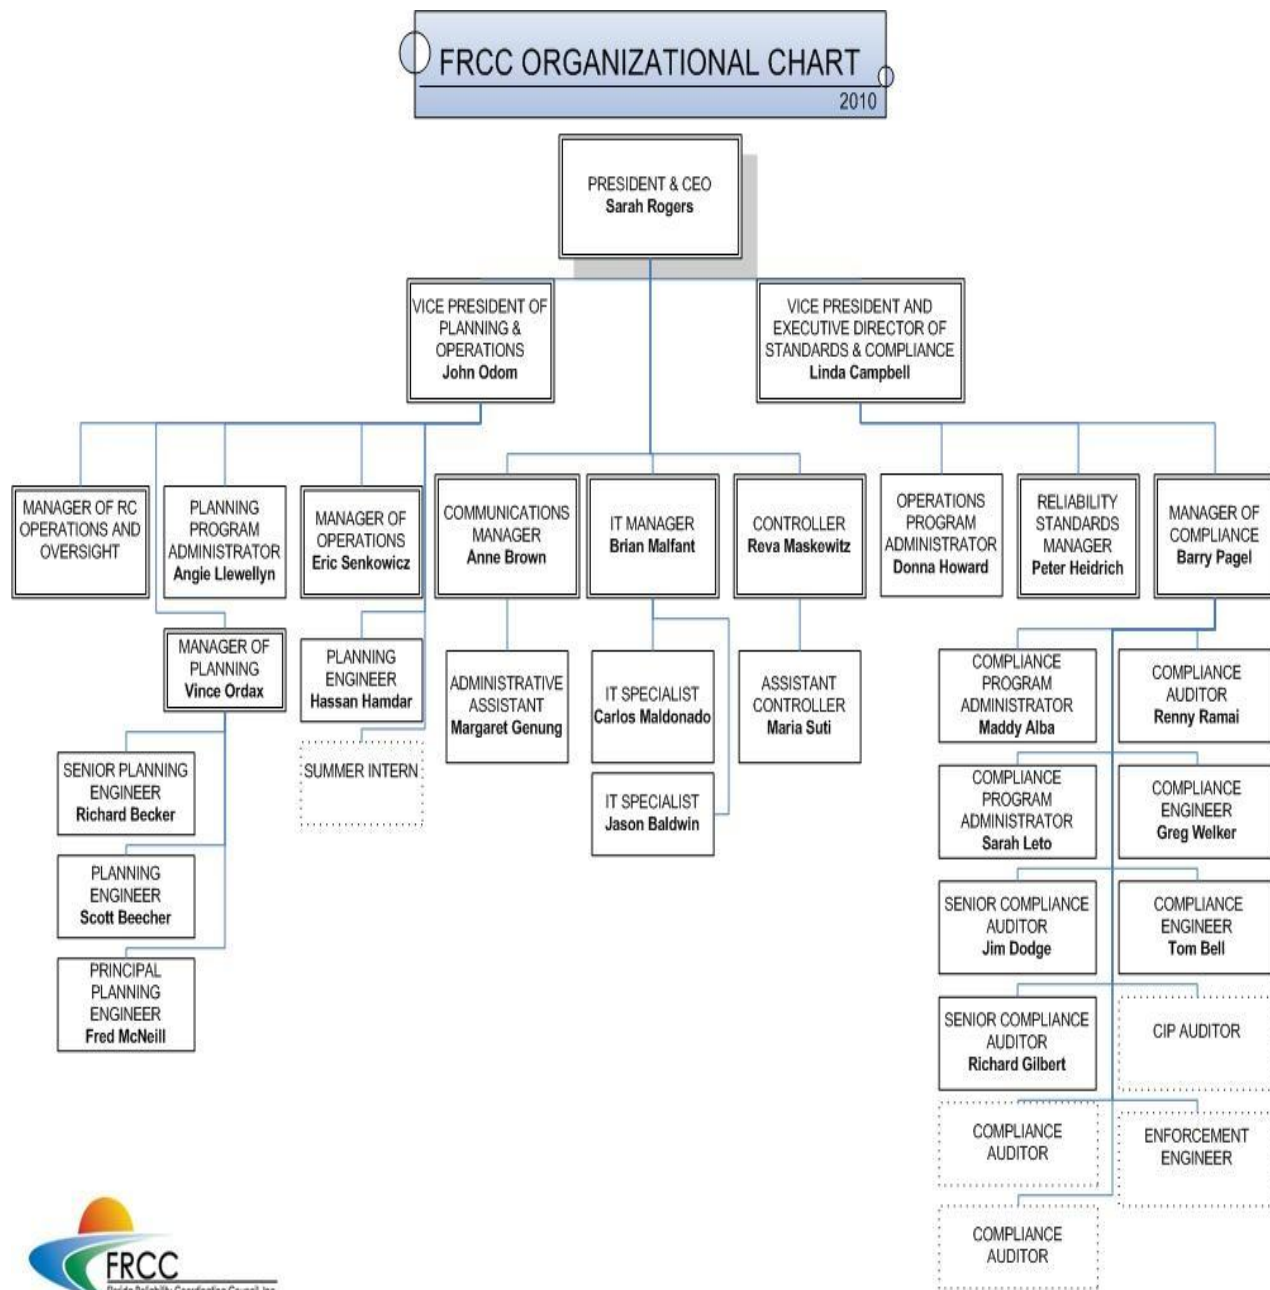 FRCC ORGANIZATIONAL CHART
2010
PRESIDENT & CEO
Sarah Rogers
VICE PRESIDENT OF
PLANNING &
OPERATIONS
John Odom
VICE PRESIDENT AND
EXECUTIVE DIRECTOR OF
STANDARDS & COMPLIANCE
Linda Campbell
MANAGER OF RC
OPERATIONS AND
OVERSIGHT
PLANNING
PROGRAM
ADMINISTRATOR
Angie Llewellyn
MANAGER OF
OPERATIONS
Eric Senkowicz
COMMUNICATIONS
MANAGER
Anne Brown
IT MANAGER
Brian Malfant
CONTROLLER
Reva Maskewitz
OPERATIONS
PROGRAM
ADMINISTRATOR
Donna Howard
RELIABILITY
STANDARDS
MANAGER
Peter Heidrich
MANAGER OF
COMPLIANCE
Barry Pagel
MANAGER OF
PLANNING
Vince Ordax
PLANNING
ENGINEER
Hassan Hamdar
ADMINISTRATIVE
ASSISTANT
Margaret Genung
IT SPECIALIST
Carlos Maldonado
ASSISTANT
CONTROLLER
Maria Suti
COMPLIANCE
PROGRAM
ADMINISTRATOR
Maddy Alba
COMPLIANCE
AUDITOR
Renny Ramai
SENIOR PLANNING
ENGINEER
Richard Becker
SUMMER INTERN
IT SPECIALIST
Jason Baldwin
COMPLIANCE
PROGRAM
ADMINISTRATOR
Sarah Leto
COMPLIANCE
ENGINEER
Greg Welker
PLANNING
ENGINEER
Scott Beecher
SENIOR COMPLIANCE
AUDITOR
Jim Dodge
COMPLIANCE
ENGINEER
Tom Bell
PRINCIPAL
PLANNING
ENGINEER
Fred McNeill
SENIOR COMPLIANCE
AUDITOR
Richard Gilbert
CIP AUDITOR
COMPLIANCE
AUDITOR
ENFORCEMENT
ENGINEER
COMPLIANCE
AUDITOR
FRCC